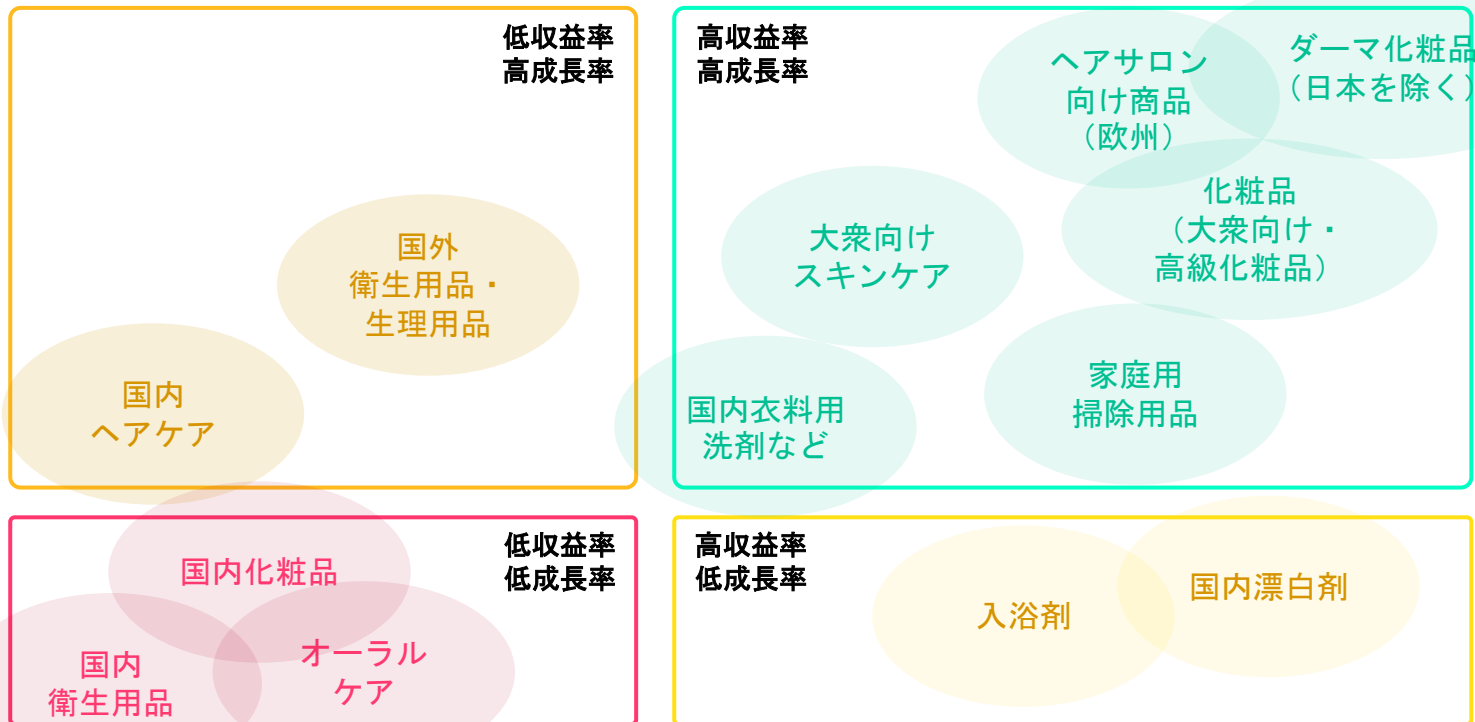 低収益率
高成長率
国外
衛生用品・
生理用品
国内
ヘアケア
高収益率
高成長率
ヘアサロン
向け商品
（欧州）
ダーマ化粧品
（日本を除く）
化粧品
（大衆向け・
高級化粧品）
大衆向け
スキンケア
家庭用
掃除用品
国内衣料用
洗剤など
低収益率
低成長率
国内化粧品
オーラル
ケア
国内
衛生用品
高収益率
低成長率
入浴剤
国内漂白剤